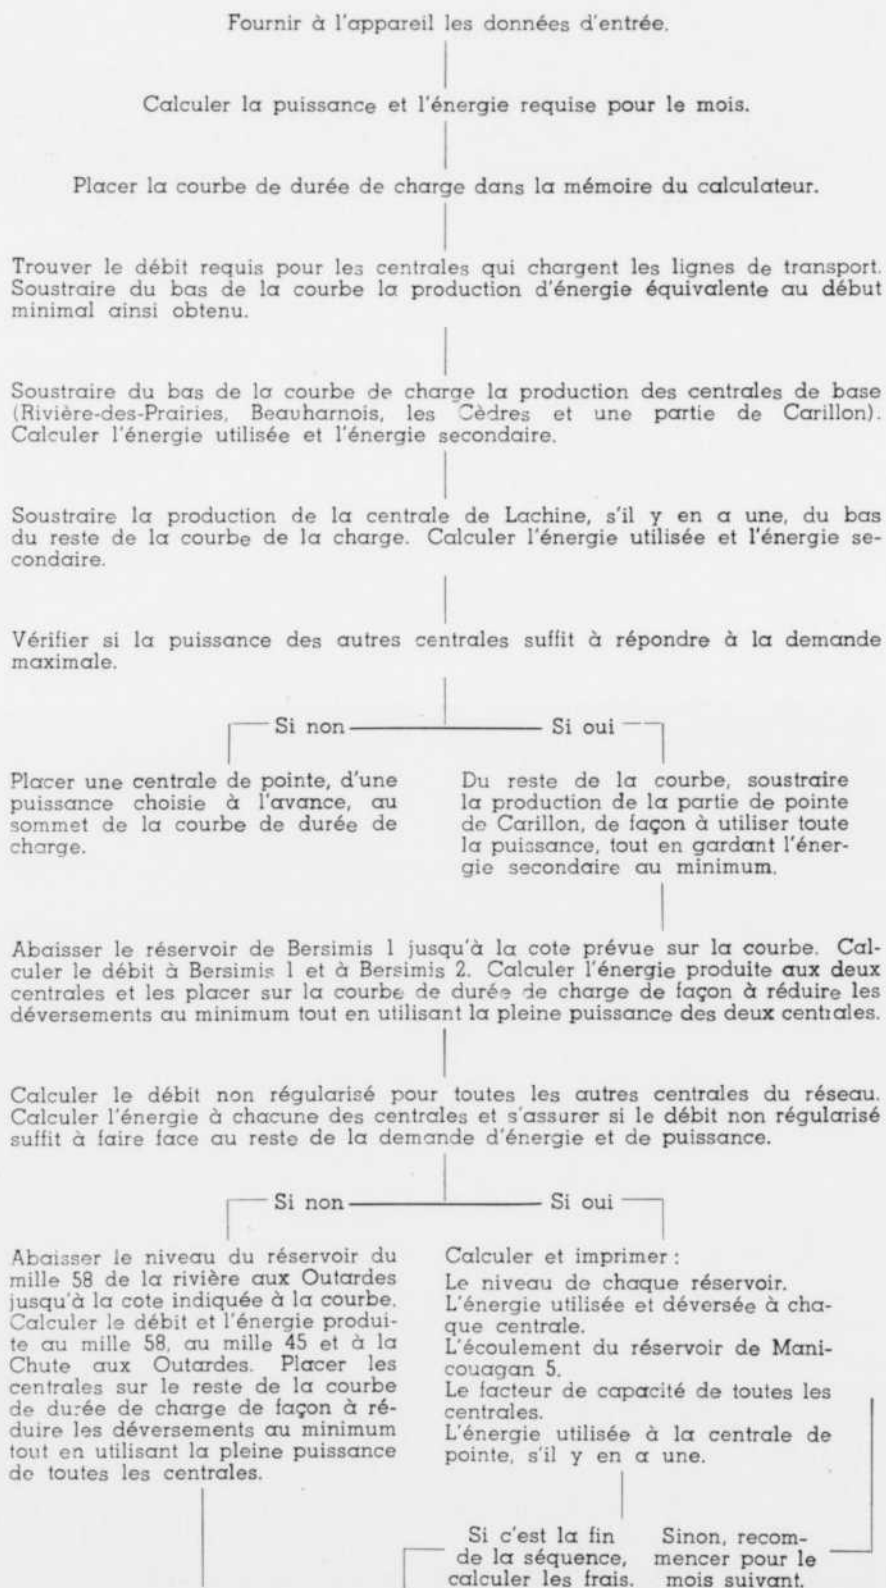 Fournir à l'appareil les données d'entrée.
Calculer la puissance et l'énergie requise pour le mois.
Placer la courbe de durée de charge dans la mémoire du calculateur.
Trouver le débit requis pour les centrales qui chargent les lignes de transport.
Soustraire du bas de la courbe la production d'énergie équivalente au début
minimal ainsi obtenu.
Soustraire du bas de la courbe de charge la production des centrales de base
(Rivière-des-Prairies, Beauharnois, les Cèdres et une partie de Carillon).
Calculer l'énergie utilisée et l'énergie secondaire.
Soustraire la production de la centrale de Lachine, s'il y en a une, du bas
du reste de la courbe de la charge. Calculer l'énergie utilisée et l'énergie se-
condaire.
Vérifier si la puissance des autres centrales suffit à répondre à la demande
maximale.
Si non
Si oui
Placer une centrale de pointe, d'une
puissance choisie à l'avance, au
sommet de la courbe de durée de
charge.
Du reste de la courbe, soustraire
la production de la partie de pointe
de Carillon, de façon à utiliser toute
la puissance, tout en gardant l'éner-
gie secondaire au minimum.
Abaisser le réservoir de Bersimis 1 jusqu'à la cote prévue sur la courbe. Cal-
culer le débit à Bersimis 1 et à Bersimis 2. Calculer l'énergie produite aux deux
centrales et les placer sur la courbe de durée de charge de façon à réduire les
déversements au minimum tout en utilisant la pleine puissance des deux centrales.
Calculer le débit non régularisé pour toutes les autres centrales du réseau.
Calculer l'énergie à chacune des centrales et s'assurer si le débit non régularisé
suffit à faire face au reste de la demande d'énergie et de puissance.
Si non
Si oui
Abaisser le niveau du réservoir du
mille 58 de la rivière aux Outardes
jusqu'à la cote indiquée à la courbe.
Calculer le débit et l'énergie produi-
te au mille 58, au mille 45 et à la
Chute aux Outardes. Placer les
centrales sur le reste de la courbe
de durée de charge de façon à ré-
duire les déversements au minimum
tout en utilisant la pleine puissance
de toutes les centrales.
Calculer et imprimer :
Le niveau de chaque réservoir.
L'énergie utilisée et déversée à cha-
que centrale.
L'écoulement du réservoir de Mani-
couagan 5.
Le facteur de capacité de toutes les
centrales.
L'énergie utilisée à la centrale de
pointe, s'il y en a une.
Si c'est la fin
de la séquence,
calculer les frais.
Sinon, recom-
mencer pour le
mois suivant.